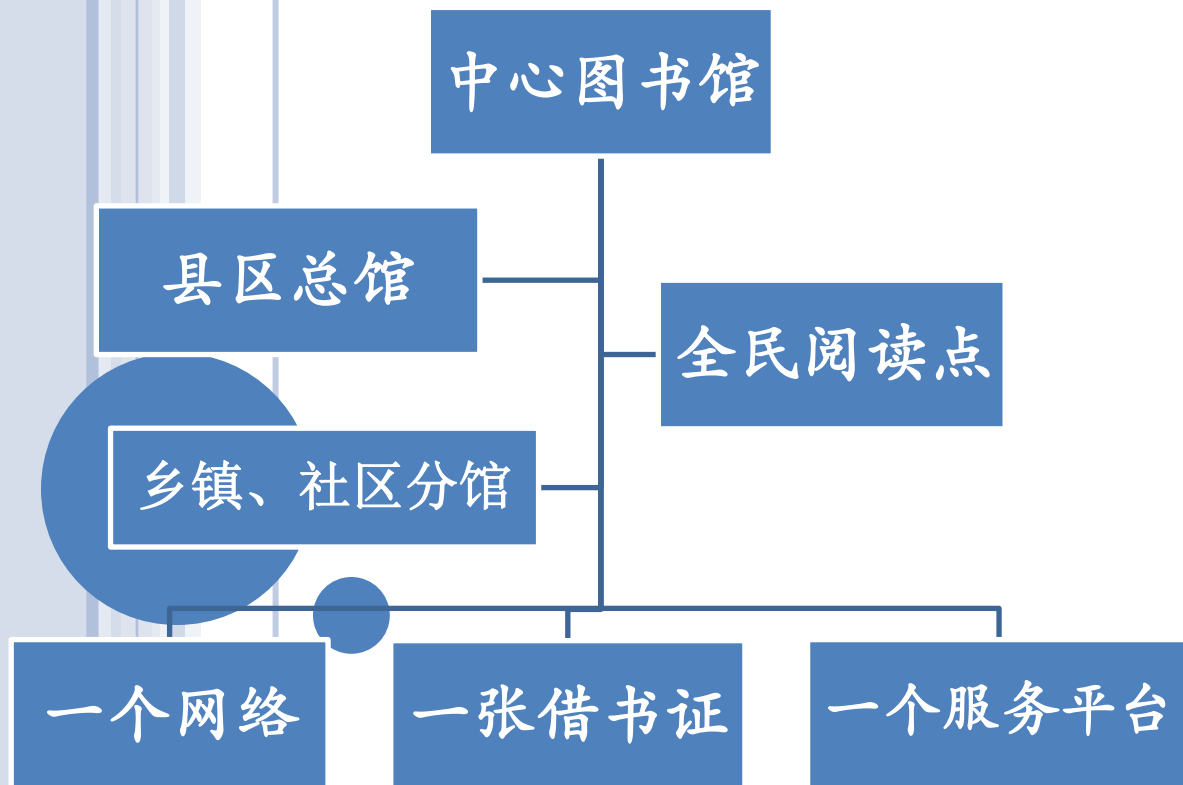 中心图书馆
县区总馆
全民阅读点
乡镇、社区分馆
一个网络
一张借书证
一个服务平台